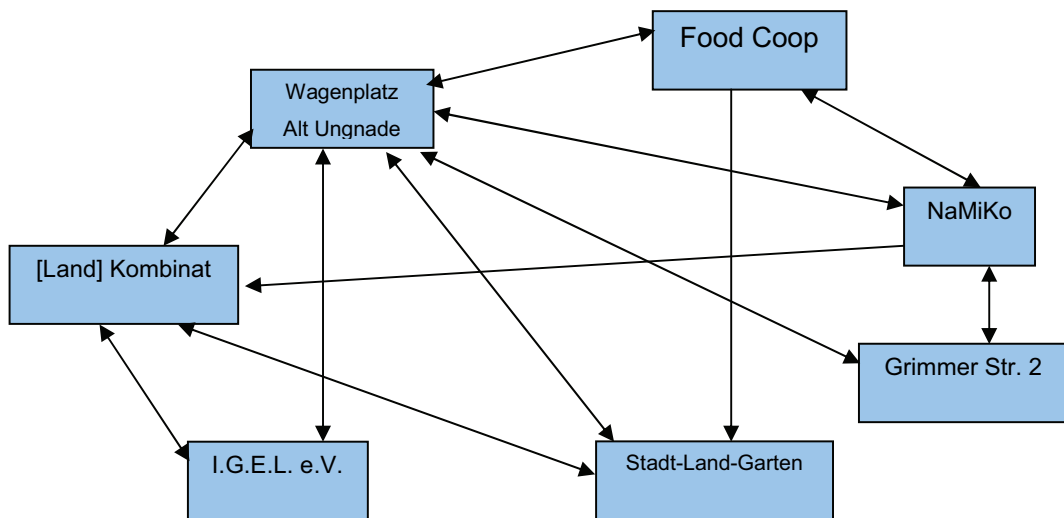 Food Coop
Wagenplatz
Alt Ungnade
NaMiKo
[Land] Kombinat
Grimmer Str. 2
I.G.E.L. e.V.
Stadt-Land-Garten